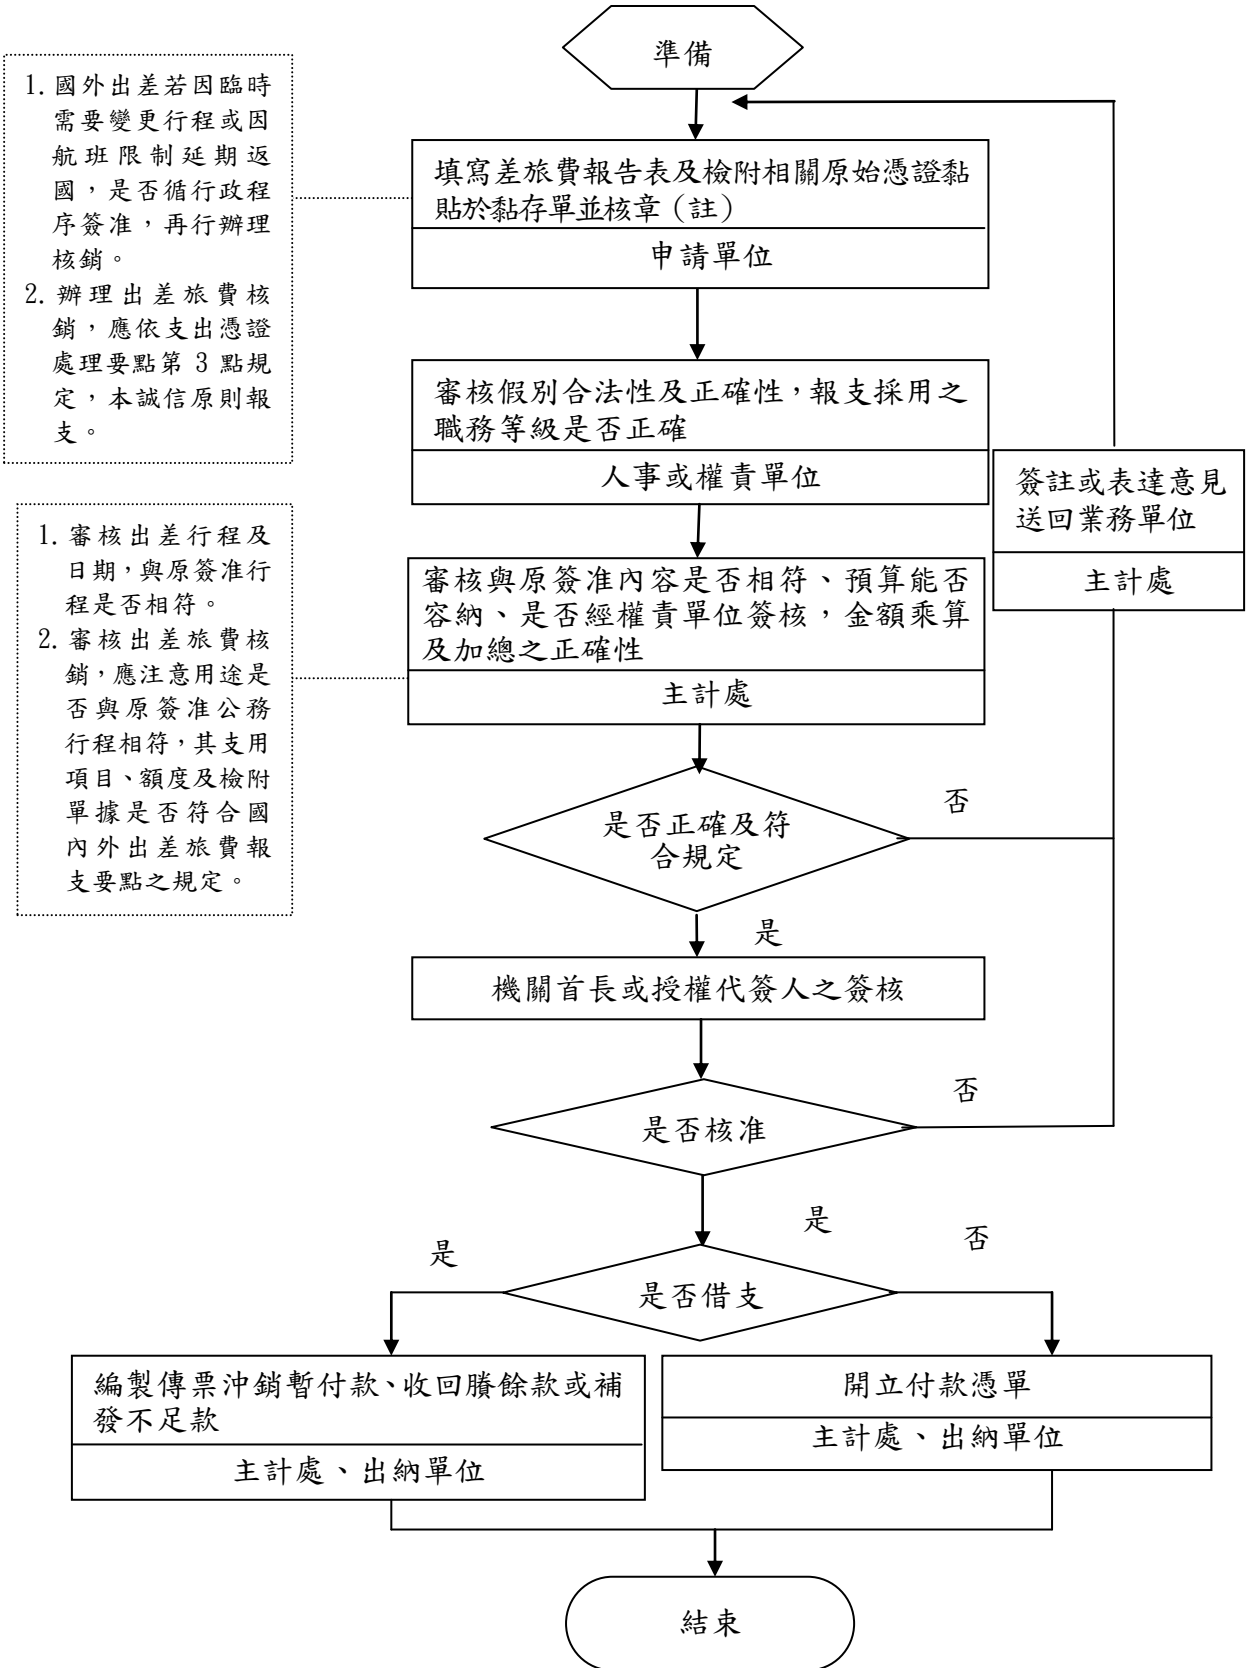 準備
1. 國外出差若因臨時
需要變更行程或因
航班限制延期返
國，是否循行政程
序簽准，再行辦理
核銷。
2. 辦理出差旅費核
銷，應依支出憑證
處理要點第 3 點規
定，本誠信原則報
支。
填寫差旅費報告表及檢附相關原始憑證黏
貼於黏存單並核章（註）
申請單位
審核假別合法性及正確性，報支採用之
職務等級是否正確
人事或權責單位
簽註或表達意見
送回業務單位
主計處
1. 審核出差行程及
日期，與原簽准行
程是否相符。
2. 審核出差旅費核
銷，應注意用途是
否與原簽准公務
行程相符，其支用
項目、額度及檢附
單據是否符合國
內外出差旅費報
支要點之規定。
審核與原簽准內容是否相符、預算能否
容納、是否經權責單位簽核，金額乘算
及加總之正確性
主計處
是否正確及符
合規定
否
是
機關首長或授權代簽人之簽核
是否核准
否
是
是否借支
是
否
編製傳票沖銷暫付款、收回賸餘款或補
發不足款
主計處、出納單位
開立付款憑單
主計處、出納單位
結束